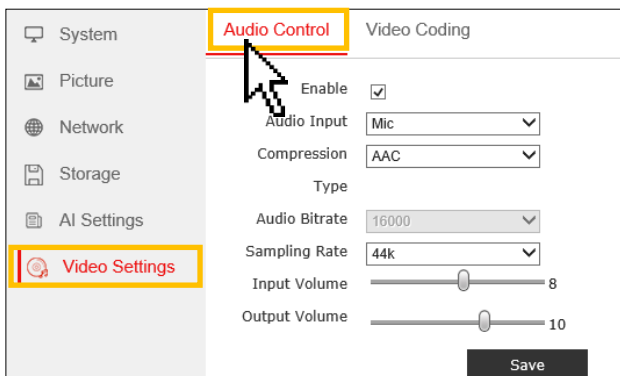 System
Picture
Network
Storage
AI Settings
Video Settings
Audio Control Video Coding
Enable
Audio Input Mic
Compression AAC
Type
Audio Bitrate 16000
Sampling Rate 44k
Input Volume 8
Output Volume 10
Save